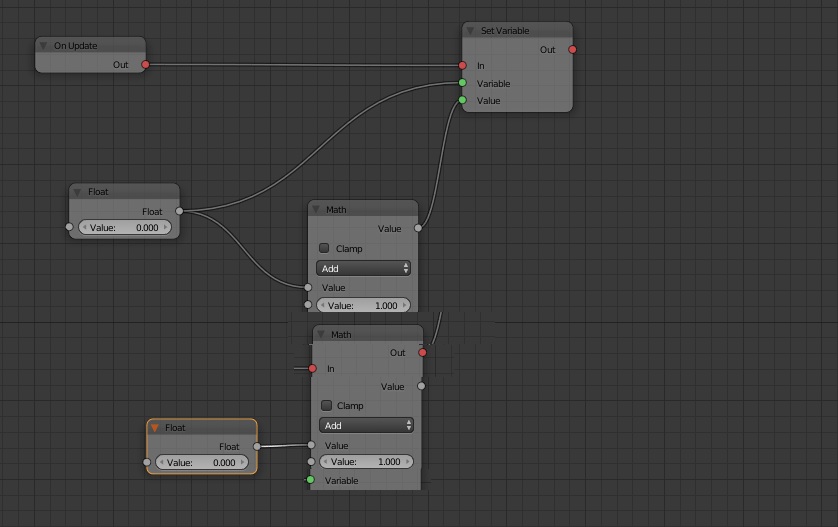 On Update
Out
Set Variable
Out
In
Variable
Value
Float
Float
Value: 0.000
Math
Value
Clamp
Add
Value
Value: 1.000
Math
Out
In
Value
Clamp
Add
Value
Value: 1.000
Variable
Float
Float
Value: 0.000